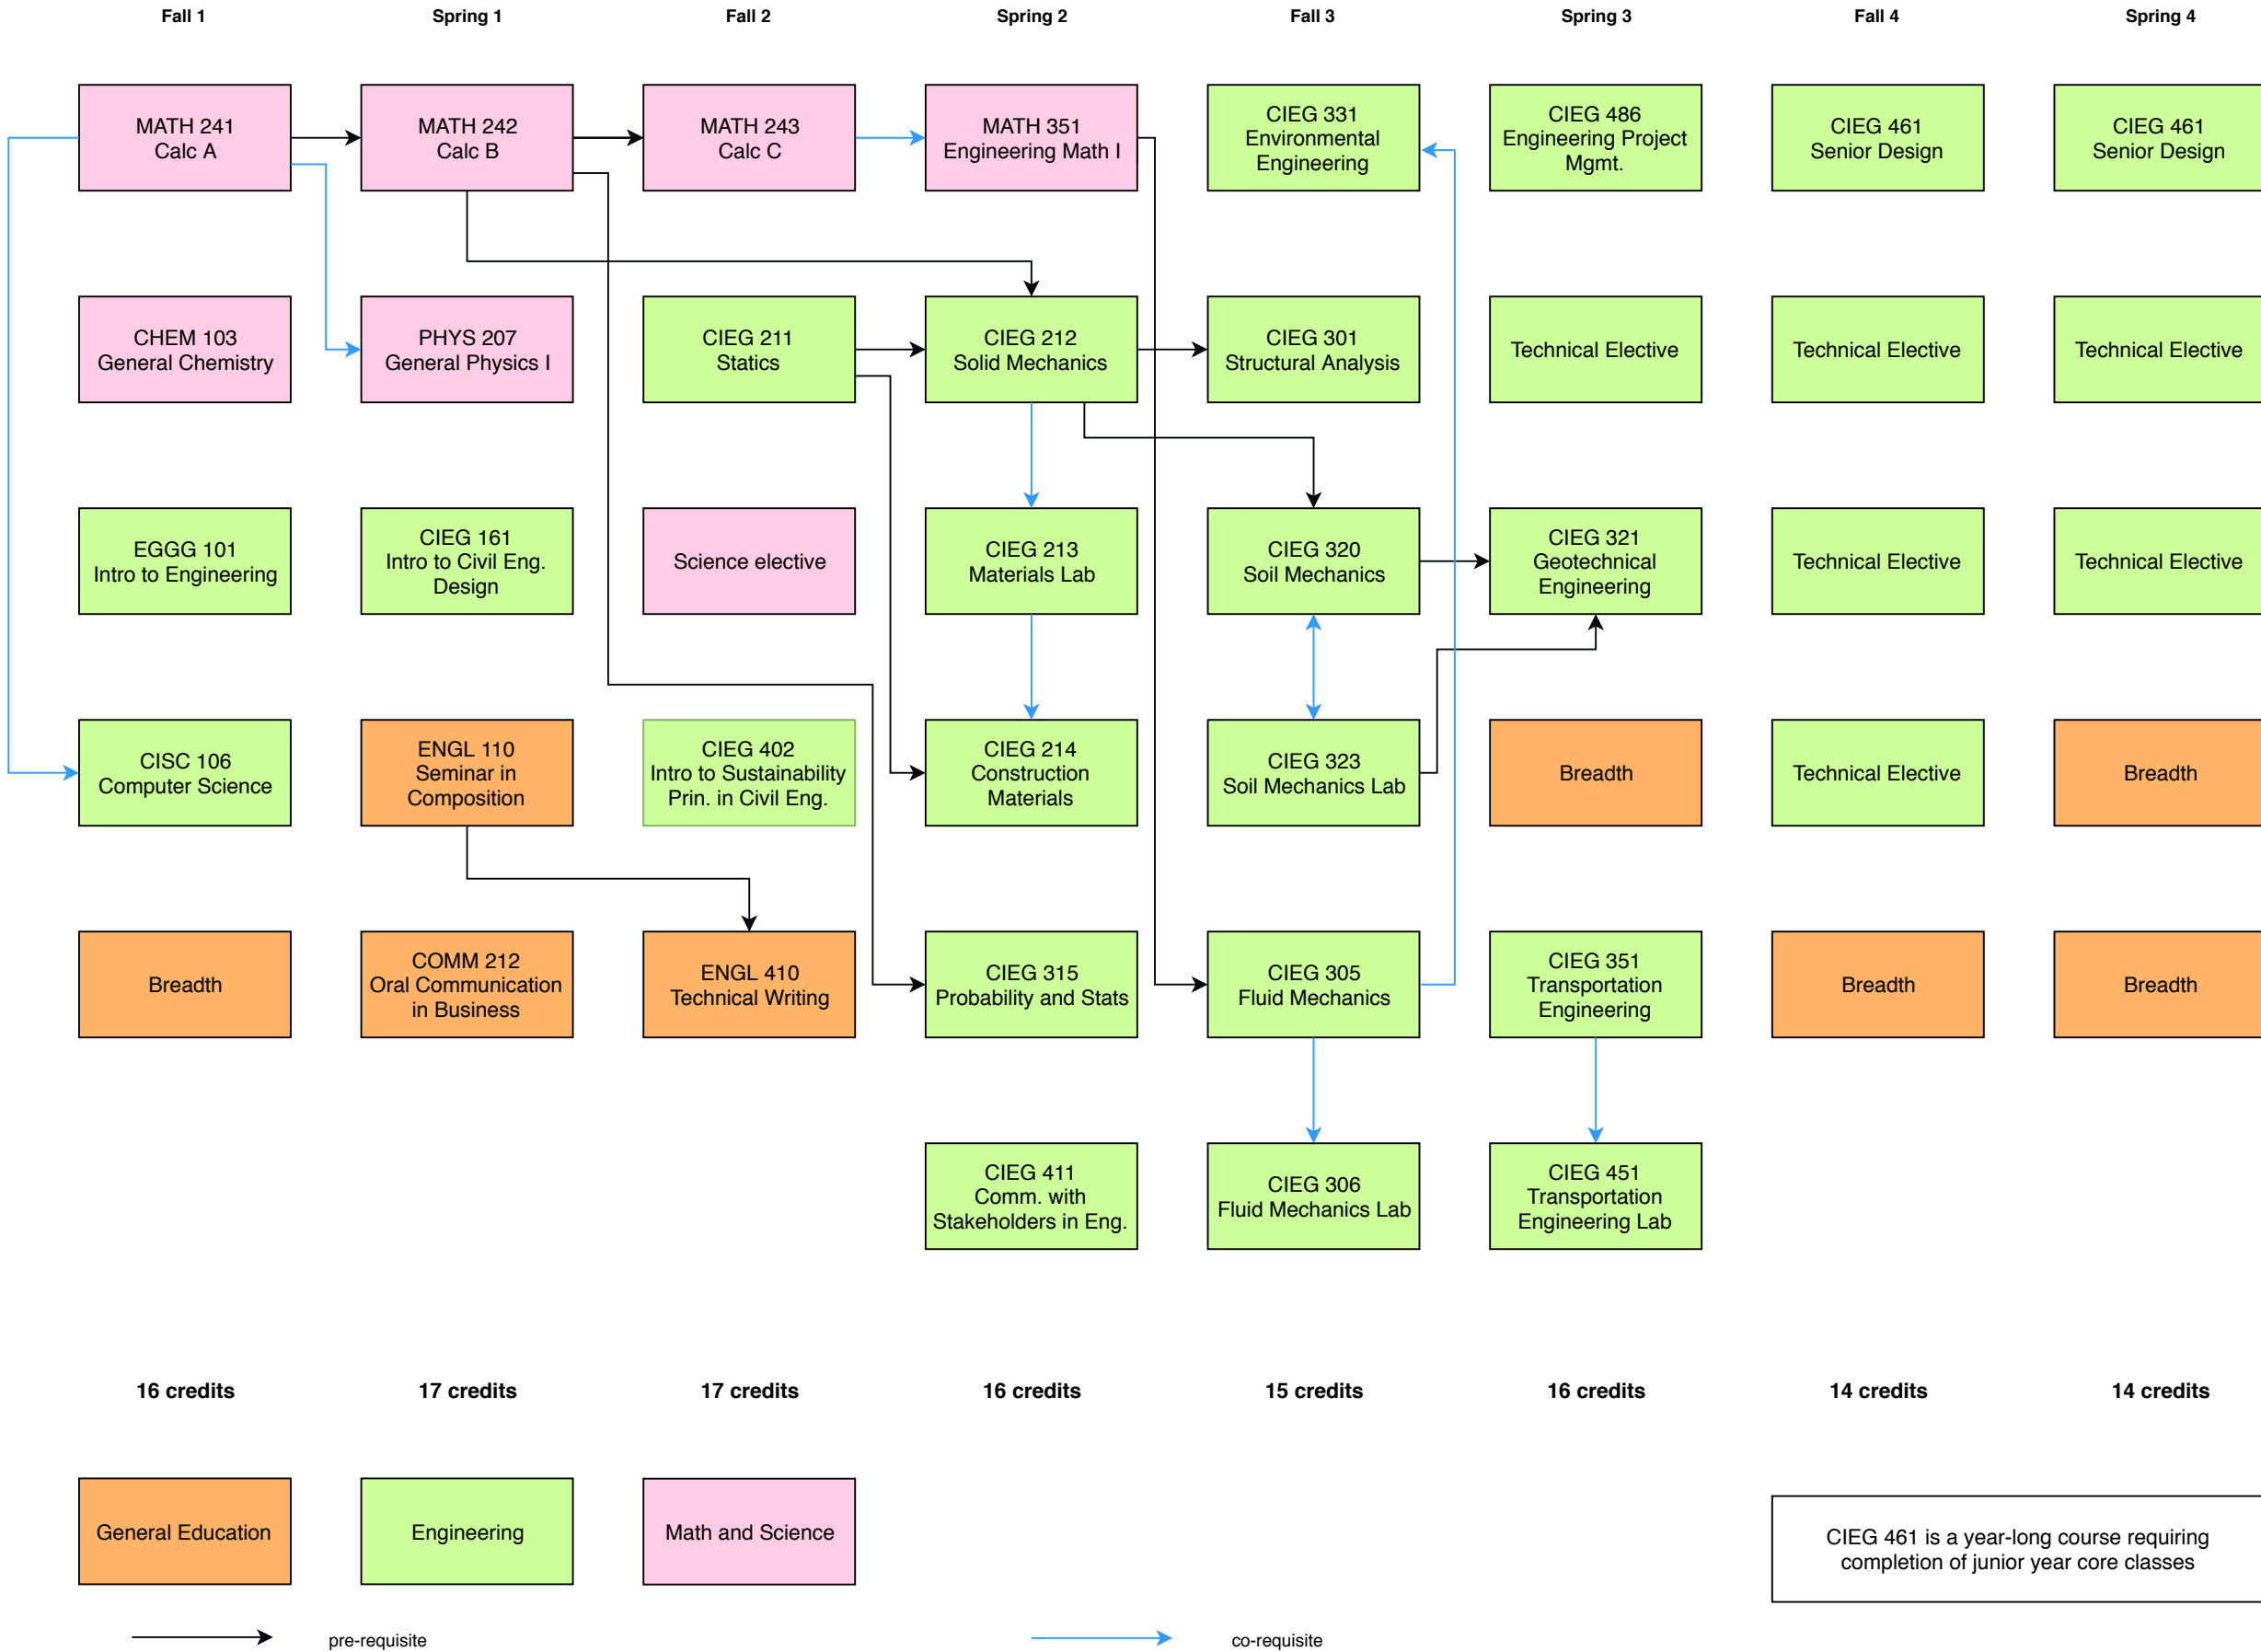 Fall 1
Spring 1
Fall 2
Spring 2
Fall 3
Spring 3
Fall 4
Spring 4
MATH 241
Calc A
MATH 242
Calc B
MATH 243
Calc C
MATH 351
Engineering Math I
CIEG 331
Environmental
Engineering
CIEG 486
Engineering Project
Mgmt.
CIEG 461
Senior Design
CIEG 461
Senior Design
CHEM 103
General Chemistry
PHYS 207
General Physics I
CIEG 211
Statics
CIEG 212
Solid Mechanics
CIEG 301
Structural Analysis
Technical Elective
Technical Elective
Technical Elective
EGGG 101
Intro to Engineering
CIEG 161
Intro to Civil Eng.
Design
Science elective
CIEG 213
Materials Lab
CIEG 320
Soil Mechanics
CIEG 321
Geotechnical
Engineering
Technical Elective
Technical Elective
CISC 106
Computer Science
ENGL 110
Seminar in
Composition
CIEG 402
Intro to Sustainability
Prin. in Civil Eng.
CIEG 214
Construction
Materials
CIEG 323
Soil Mechanics Lab
Breadth
Technical Elective
Breadth
Breadth
COMM 212
Oral Communication
in Business
ENGL 410
Technical Writing
CIEG 315
Probability and Stats
CIEG 305
Fluid Mechanics
CIEG 351
Transportation
Engineering
Breadth
Breadth
CIEG 411
Comm. with
Stakeholders in Eng.
CIEG 306
Fluid Mechanics Lab
CIEG 451
Transportation
Engineering Lab
16 credits
17 credits
17 credits
16 credits
15 credits
16 credits
14 credits
14 credits
General Education
Engineering
Math and Science
CIEG 461 is a year-long course requiring
completion of junior year core classes
pre-requisite
co-requisite